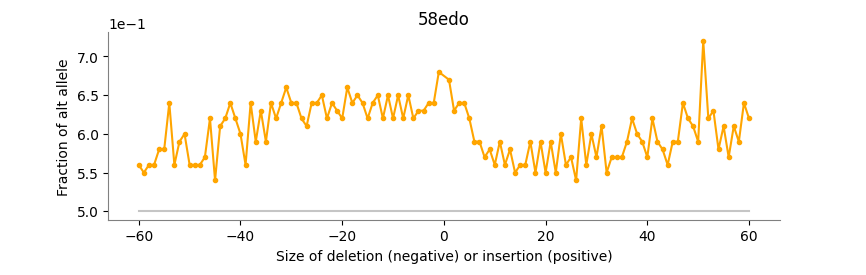 58edo
1e−1
7.0
6.5
6.0
5.5
5.0
Fraction of alt allele
−60 −40 −20 0 20 40 60
Size of deletion (negative) or insertion (positive)